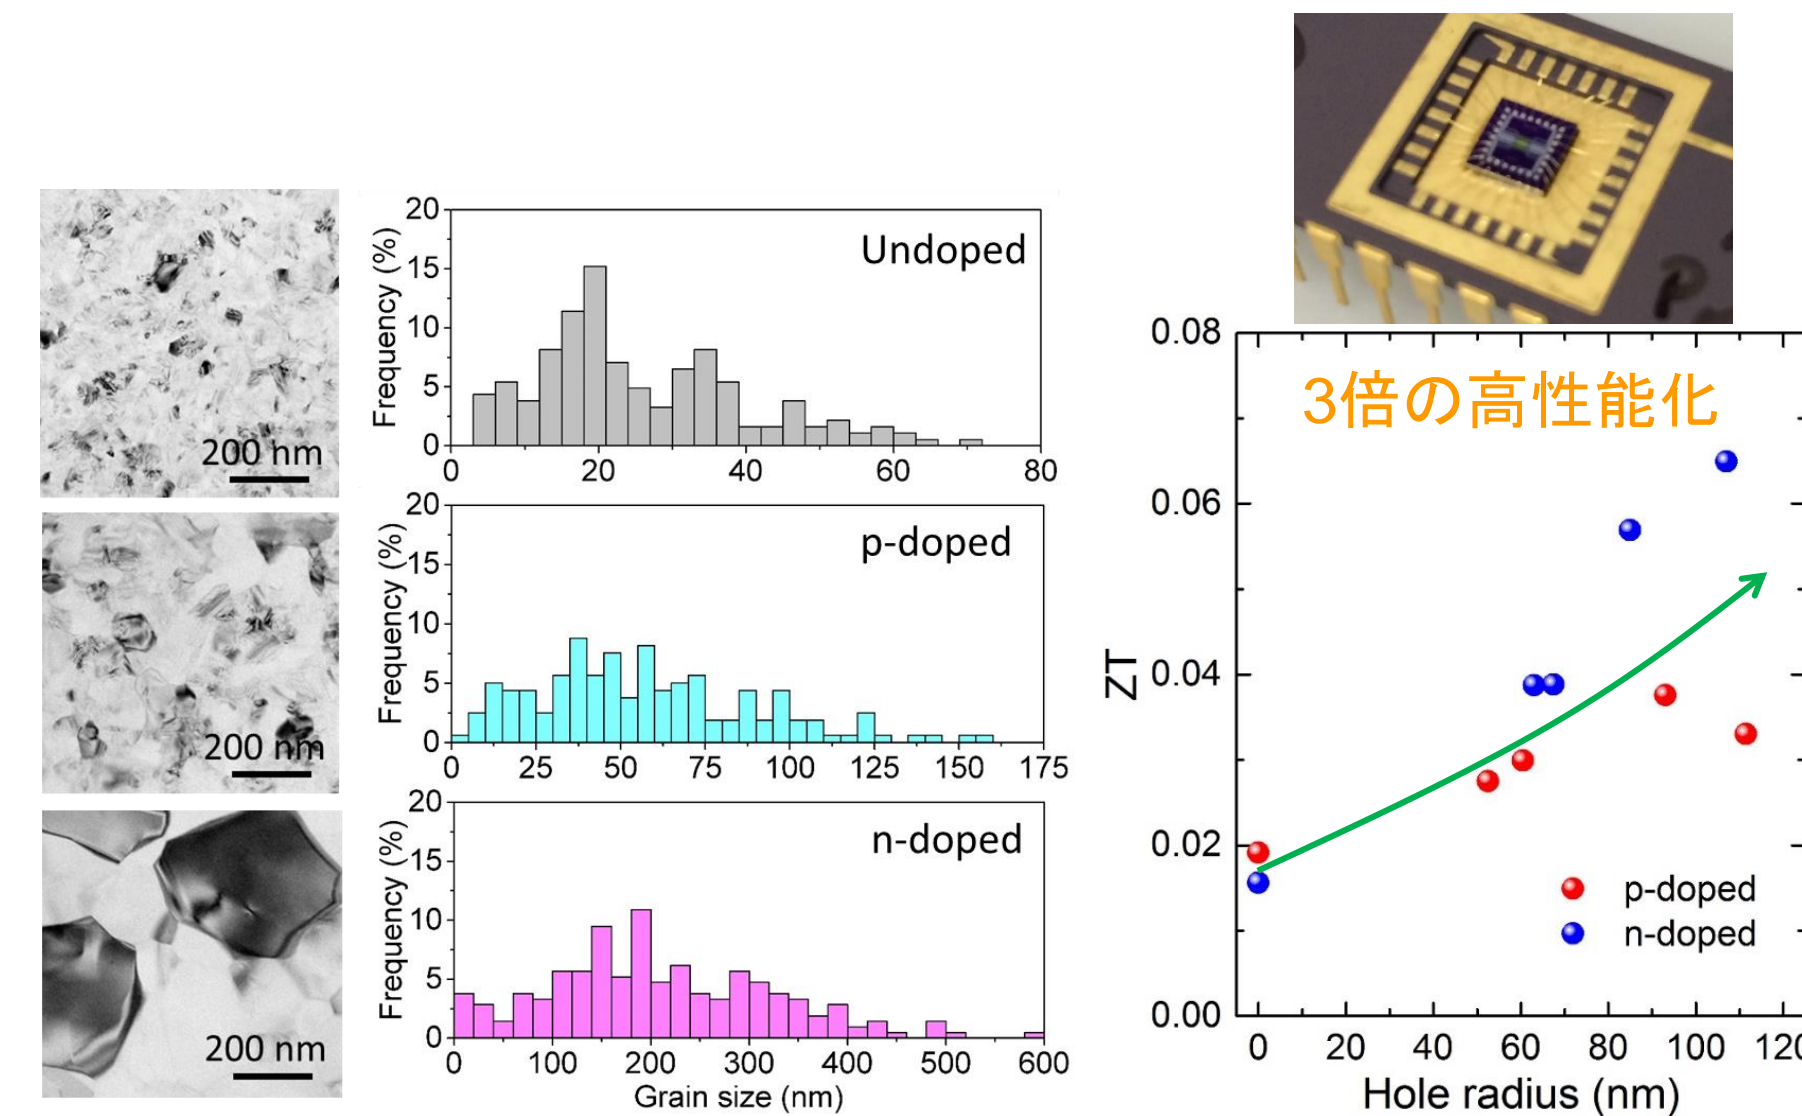 200 nm
20
15
10
5
0
Frequency (%)
Undoped
0 20 40 60 80
200 nm
20
15
10
5
0
Frequency (%)
p-doped
0 25 50 75 100 125 150 175
200 nm
20
15
10
5
0
Frequency (%)
n-doped
0 100 200 300 400 500 600
Grain size (nm)
3倍の高性能化
0.08
0.06
0.04
0.02
0.00
ZT
p-doped
n-doped
0 20 40 60 80 100 120
Hole radius (nm)